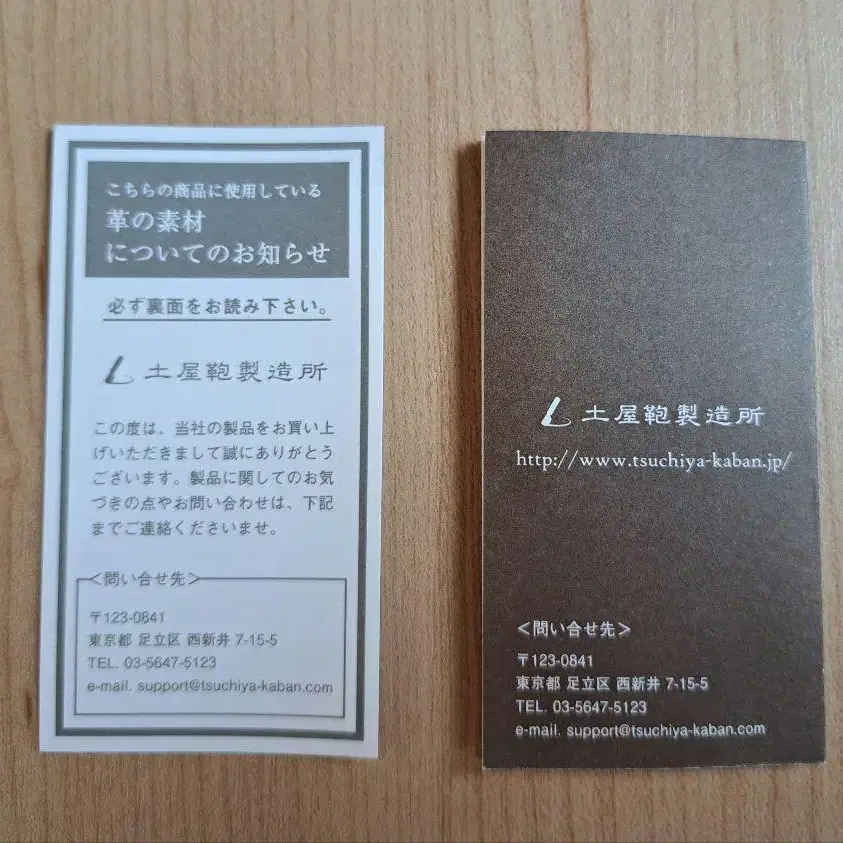 こちらの商品に使用している
革の素材
についてのお知らせ
必ず裏面をお読み下さい。
土屋鞄製造所
この度は、当社の製品をお買い上
げいただきまして誠にありがとう
ございます。製品に関してのお気
づきの点やお問い合わせは、下記
までご連絡くださいませ。
＜問い合せ先＞
〒123-0841
東京都 足立区 西新井 7-15-5
TEL. 03-5647-5123
e-mail. support@tsuchiya-kaban.com
土屋鞄製造所
http://www.tsuchiya-kaban.jp/
＜問い合せ先＞
〒123-0841
東京都 足立区 西新井 7-15-5
TEL. 03-5647-5123
e-mail. support@tsuchiya-kaban.com